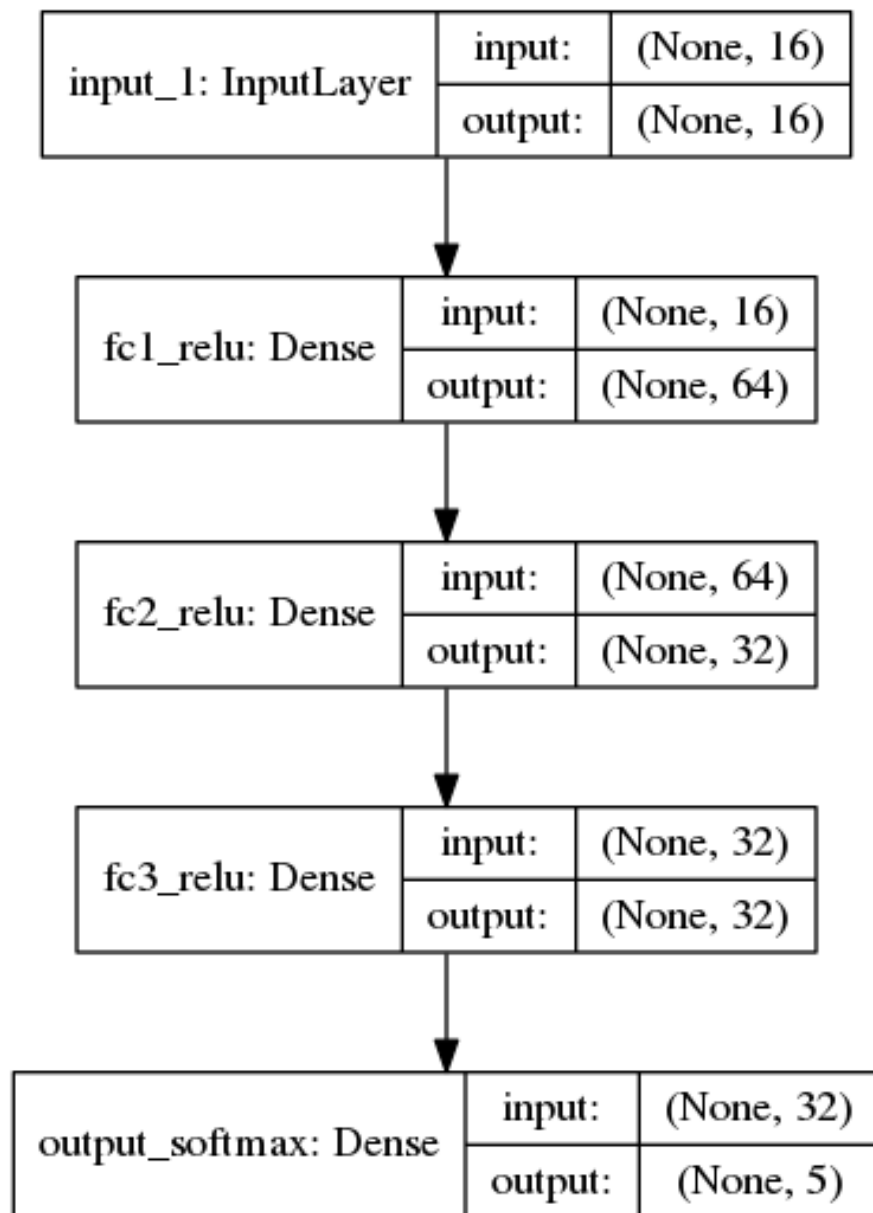 input_1: InputLayer
input: (None, 16)
output: (None, 16)
fc1_relu: Dense
input: (None, 16)
output: (None, 64)
fc2_relu: Dense
input: (None, 64)
output: (None, 32)
fc3_relu: Dense
input: (None, 32)
output: (None, 32)
output_softmax: Dense
input: (None, 32)
output: (None, 5)